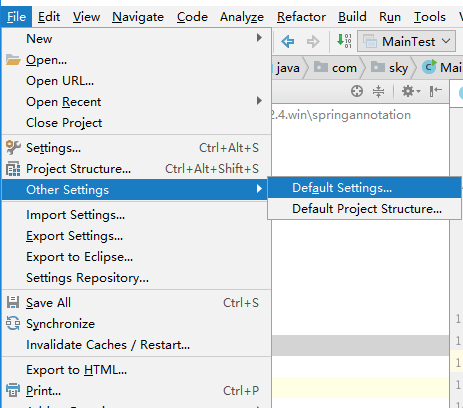 File Edit View Navigate Code Analyze Refactor Build Run Tools
New
Open...
Open URL...
Open Recent
Close Project
Settings... Ctrl+Alt+S
Project Structure... Ctrl+Alt+Shift+S
Other Settings
Import Settings...
Export Settings...
Export to Eclipse...
Settings Repository...
Save All Ctrl+S
Synchronize
Invalidate Caches / Restart...
Export to HTML...
Print... Ctrl+P
MainTest
java com sky
2.4.win\springannotation
Default Settings...
Default Project Structure...